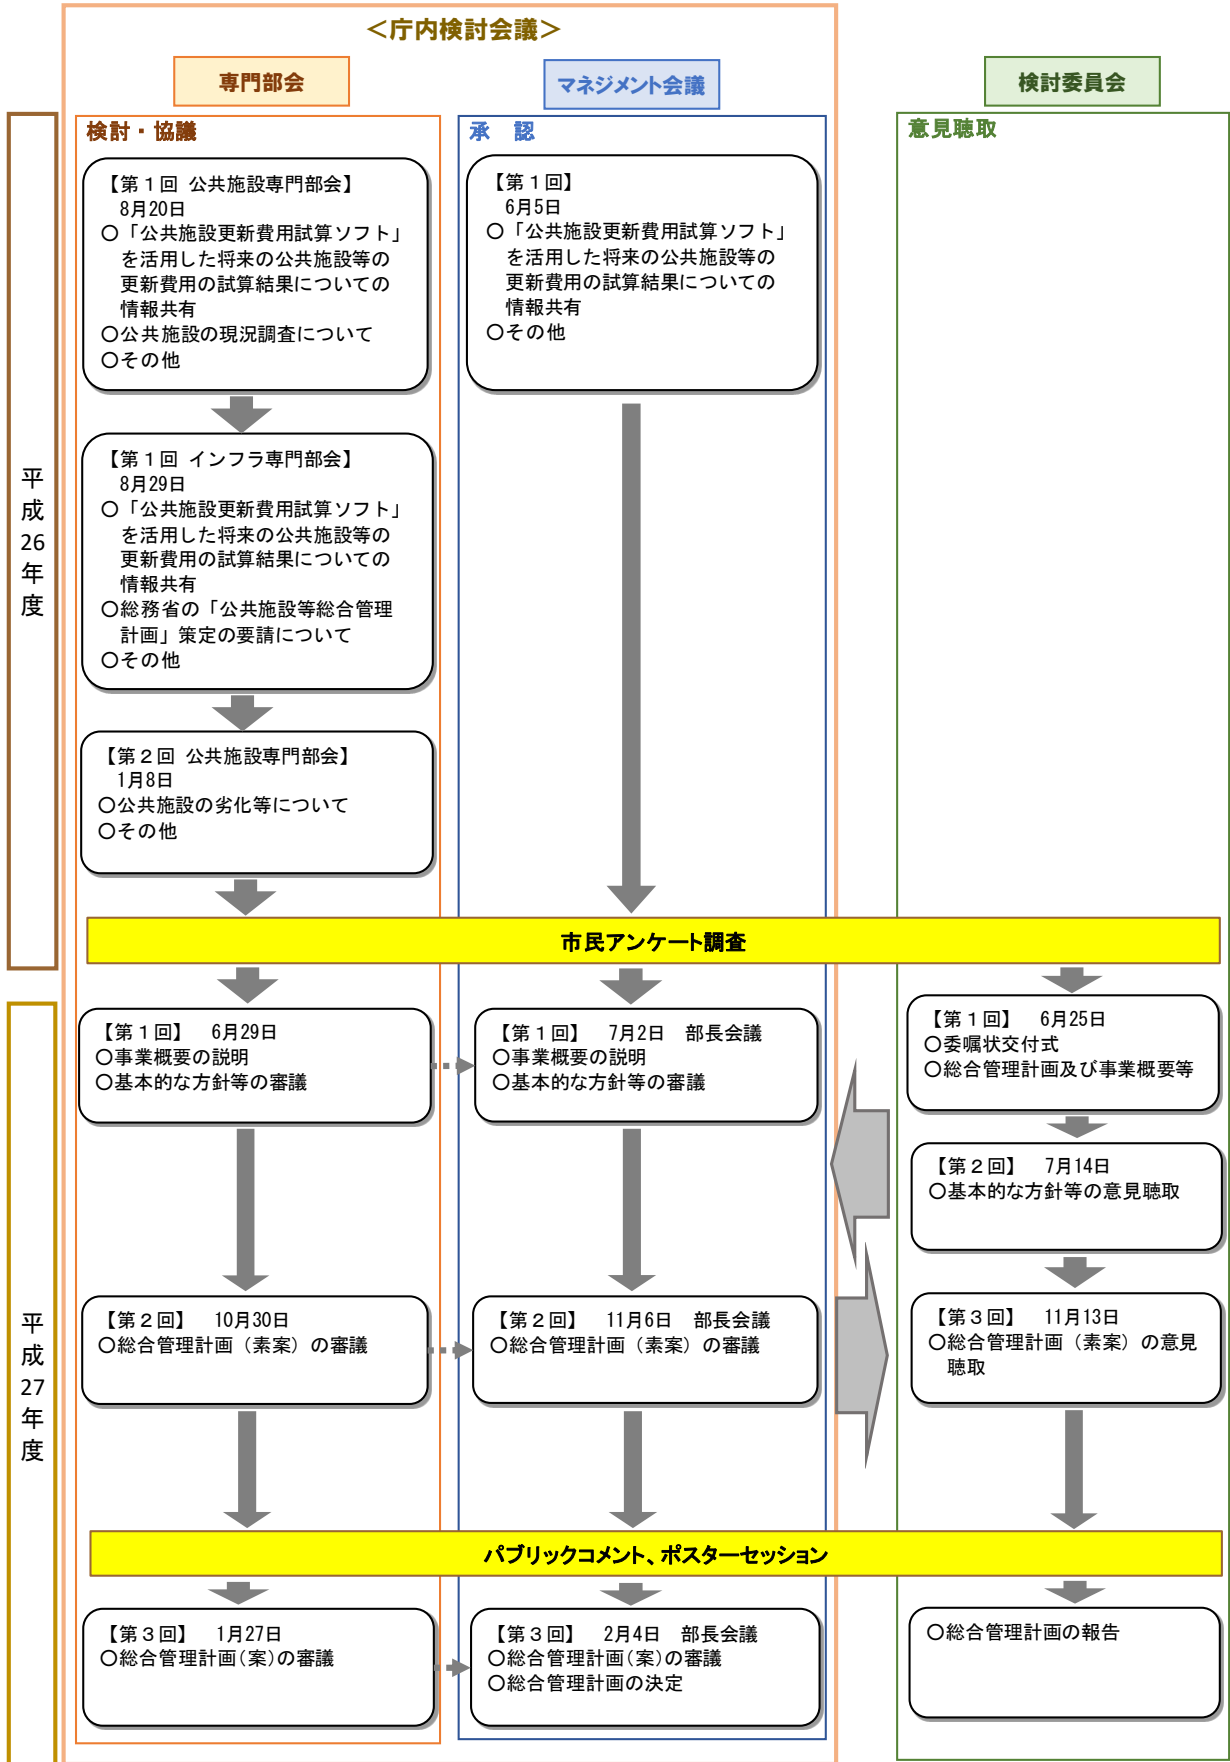 ＜庁内検討会議＞
専門部会
マネジメント会議
検討委員会
平成26年度
検討・協議
【第１回 公共施設専門部会】
8月20日
○「公共施設更新費用試算ソフト」
を活用した将来の公共施設等の
更新費用の試算結果についての
情報共有
○公共施設の現況調査について
○その他
【第１回 インフラ専門部会】
8月29日
○「公共施設更新費用試算ソフト」
を活用した将来の公共施設等の
更新費用の試算結果についての
情報共有
○総務省の「公共施設等総合管理
計画」策定の要請について
○その他
【第２回 公共施設専門部会】
1月8日
○公共施設の劣化等について
○その他
承　認
【第１回】
6月5日
○「公共施設更新費用試算ソフト」
を活用した将来の公共施設等の
更新費用の試算結果についての
情報共有
○その他
意見聴取
市民アンケート調査
平成27年度
【第１回】　6月29日
○事業概要の説明
○基本的な方針等の審議
【第１回】　7月2日　部長会議
○事業概要の説明
○基本的な方針等の審議
【第１回】　6月25日
○委嘱状交付式
○総合管理計画及び事業概要等
【第２回】　7月14日
○基本的な方針等の意見聴取
【第２回】　10月30日
○総合管理計画（素案）の審議
【第２回】　11月6日　部長会議
○総合管理計画（素案）の審議
【第３回】　11月13日
○総合管理計画（素案）の意見
聴取
パブリックコメント、ポスターセッション
【第３回】　1月27日
○総合管理計画(案)の審議
【第３回】　2月4日　部長会議
○総合管理計画(案)の審議
○総合管理計画の決定
○総合管理計画の報告